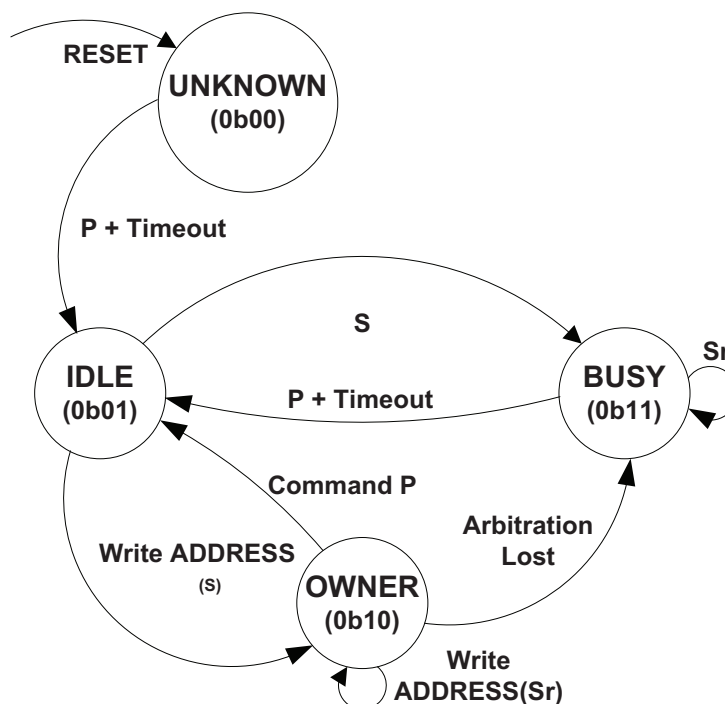 RESET
UNKNOWN
(0b00)
P + Timeout
S
Sr
IDLE
(0b01)
BUSY
(0b11)
P + Timeout
Command P
Arbitration
Lost
Write ADDRESS
(S)
OWNER
(0b10)
Write
ADDRESS(Sr)